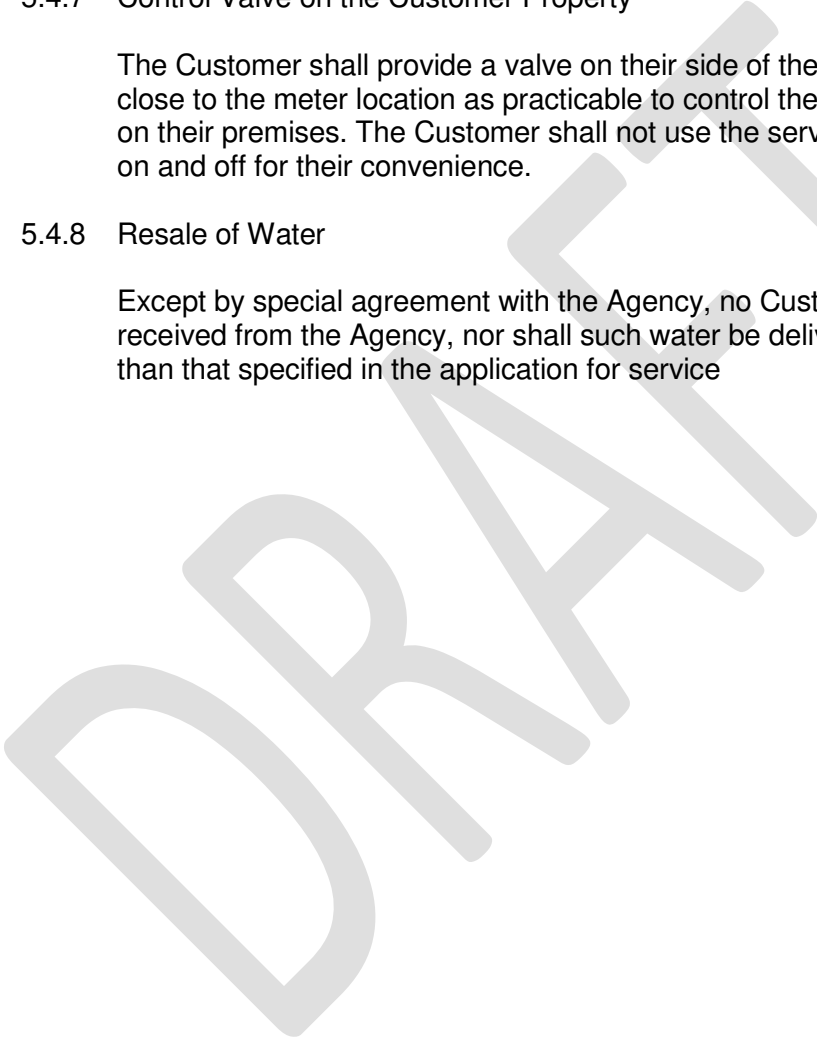 5.4.7 Control Valve on the Customer Property
The Customer shall provide a valve on their side of the
close to the meter location as practicable to control the
on their premises. The Customer shall not use the serv
on and off for their convenience.
5.4.8 Resale of Water
Except by special agreement with the Agency, no Cust
received from the Agency, nor shall such water be deli
than that specified in the application for service
DRAFT